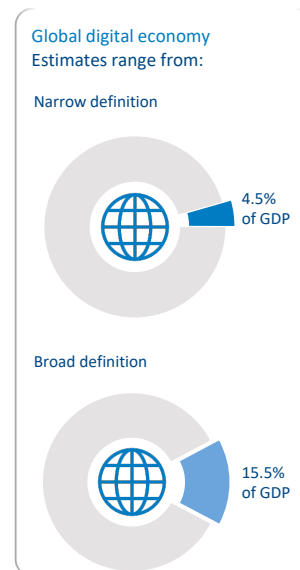 Global digital economy
Estimates range from:
Narrow definition
4.5%
of GDP
Broad definition
15.5%
of GDP